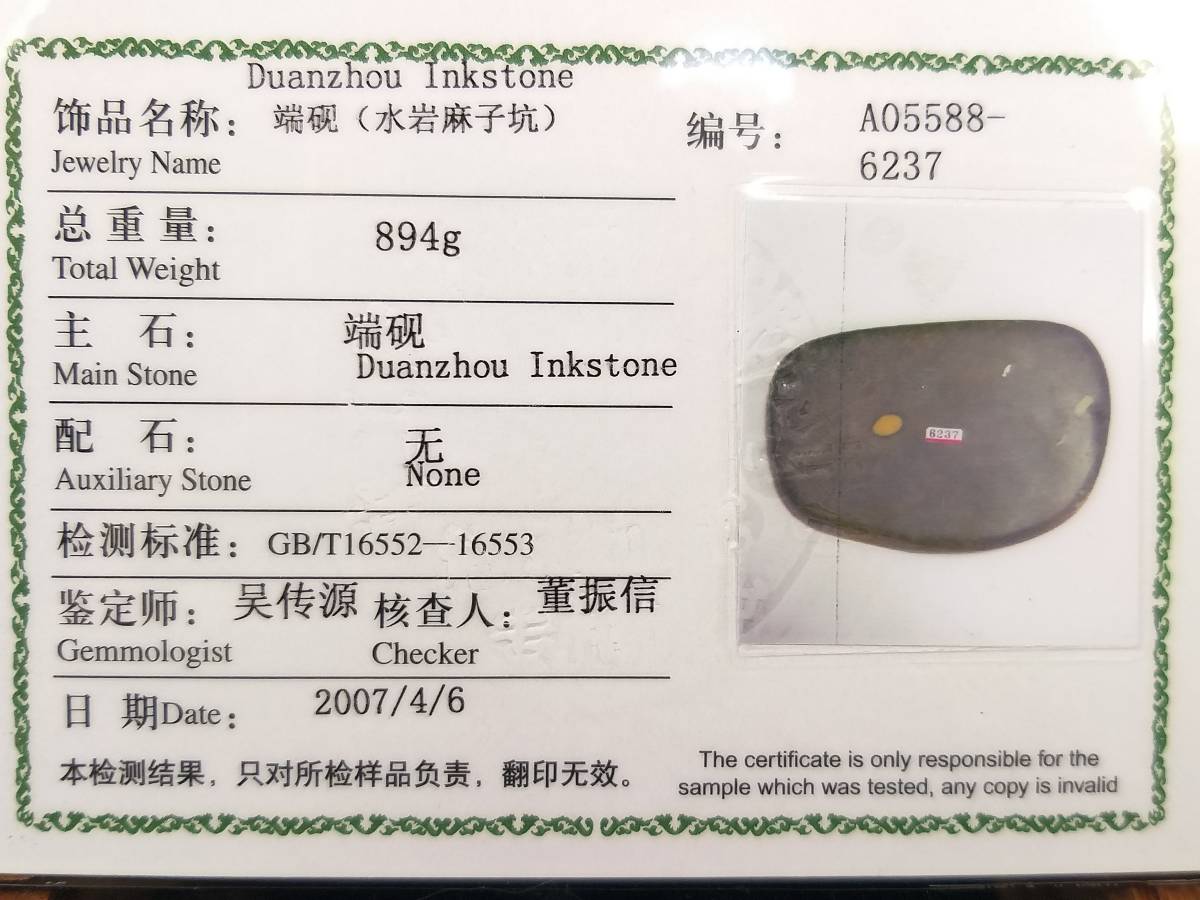 Duanzhou Inkstone
饰品名称： 端砚（水岩麻子坑）
Jewelry Name
编号： A05588-
6237
总重量： 894g
Total Weight
主 石： 端砚
Main Stone Duanzhou Inkstone
配 石： 无
Auxiliary Stone None
6237
检测标准：GB/T16552—16553
鉴定师：吴传源 核查人：董振信
Gemmologist Checker
日 期Date： 2007/4/6
本检测结果，只对所检样品负责，翻印无效。
The certificate is only responsible for the
sample which was tested, any copy is invalid